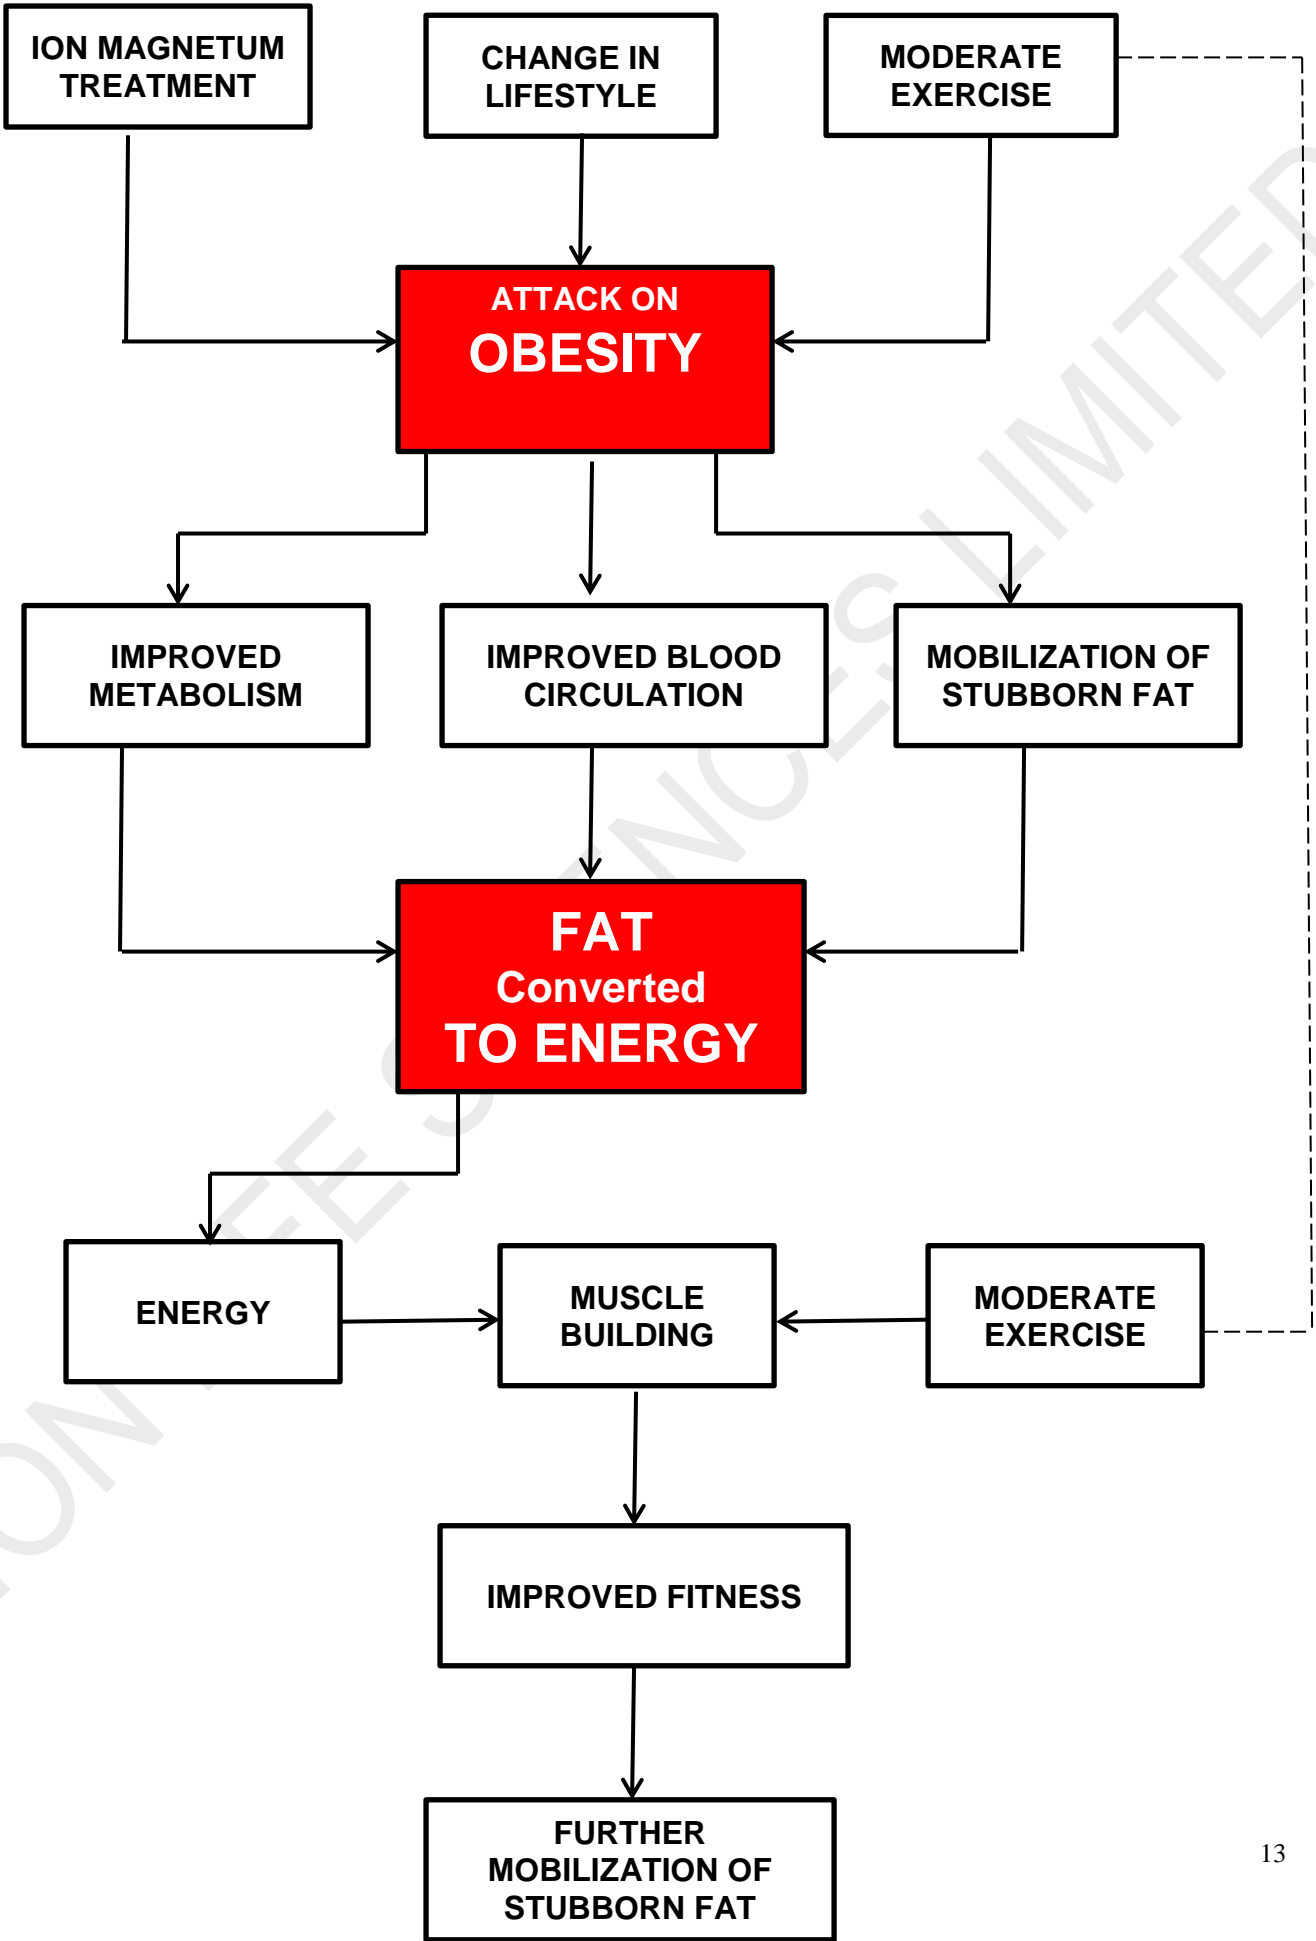 ION MAGNETUM
TREATMENT
CHANGE IN
LIFESTYLE
MODERATE
EXERCISE
ATTACK ON
OBESITY
IMPROVED
METABOLISM
IMPROVED BLOOD
CIRCULATION
MOBILIZATION OF
STUBBORN FAT
FAT
Converted
TO ENERGY
ENERGY
MUSCLE
BUILDING
MODERATE
EXERCISE
IMPROVED FITNESS
FURTHER
MOBILIZATION OF
STUBBORN FAT
13